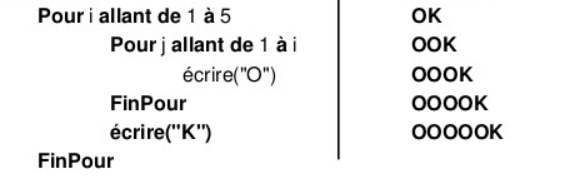 Pour i allant de 1 à 5
Pour j allant de 1 à i
écrire("O")
FinPour
écrire("K")
FinPour
OK
OOK
OOOK
OOOOK
OOOOOK